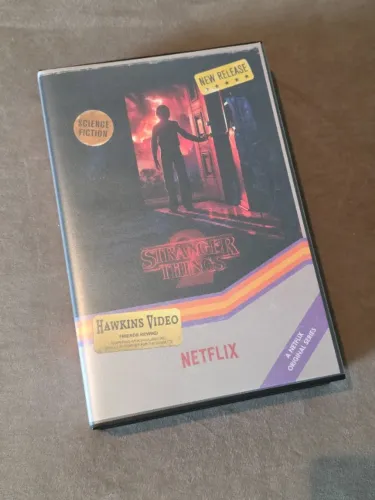 NEW RELEASE
SCIENCE
FICTION
STRANGER
2
THINGS
HAWKINS VIDEO
NETFLIX
A NETFLIX
ORIGINAL SERIES